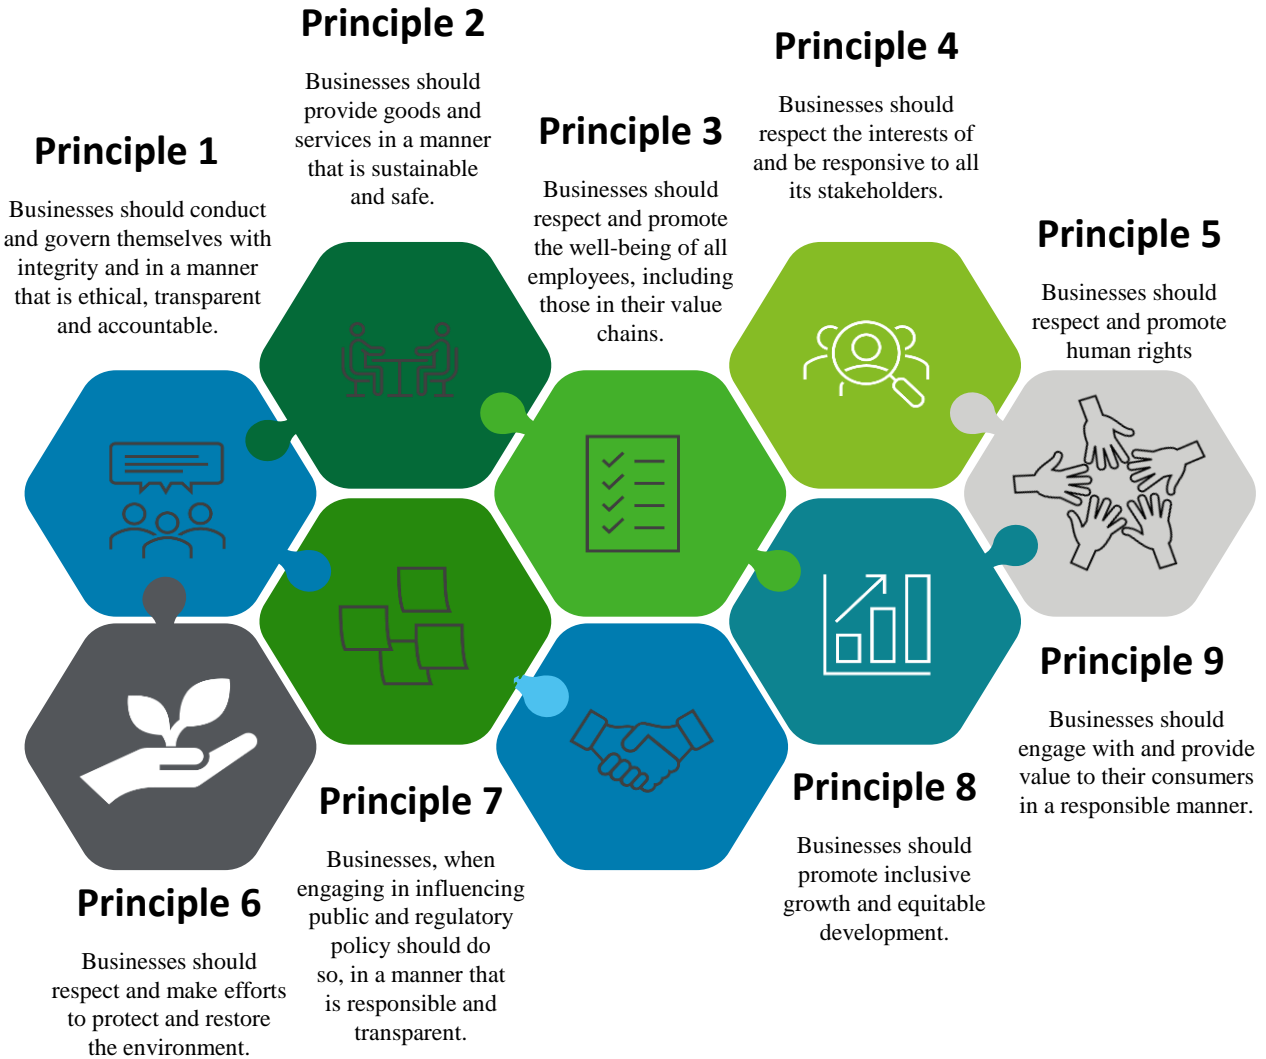 Principle 1
Businesses should conduct
and govern themselves with
integrity and in a manner
that is ethical, transparent
and accountable.
Principle 2
Businesses should
provide goods and
services in a manner
that is sustainable
and safe.
Principle 3
Businesses should
respect and promote
the well-being of all
employees, including
those in their value
chains.
Principle 4
Businesses should
respect the interests of
and be responsive to all
its stakeholders.
Principle 5
Businesses should
respect and promote
human rights
Principle 6
Businesses should
respect and make efforts
to protect and restore
the environment.
Principle 7
Businesses, when
engaging in influencing
public and regulatory
policy should do
so, in a manner that
is responsible and
transparent.
Principle 8
Businesses should
promote inclusive
growth and equitable
development.
Principle 9
Businesses should
engage with and provide
value to their consumers
in a responsible manner.